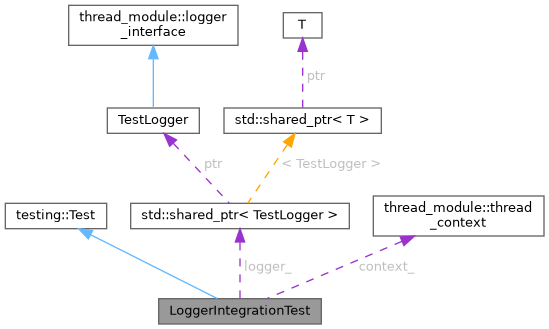 thread_module::logger
_interface
T
ptr
TestLogger
std::shared_ptr< T >
ptr
< TestLogger >
testing::Test
std::shared_ptr< TestLogger >
thread_module::thread
_context
logger_
context_
LoggerIntegrationTest